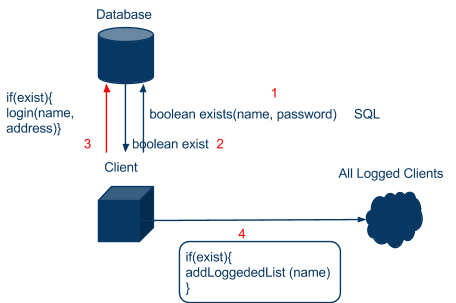 Database
1
if(exist){
login(name,
address)}
boolean exists(name, password) SQL
3
boolean exist 2
Client
All Logged Clients
4
if(exist){
addLoggededList (name)
}